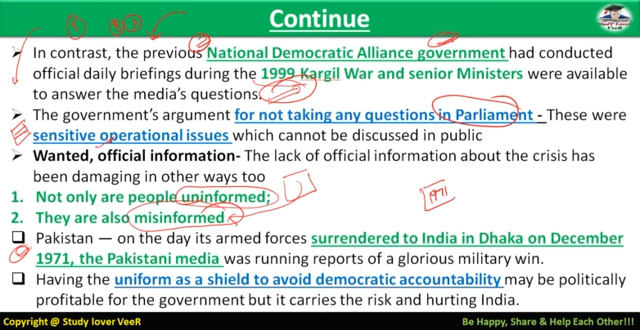 Continue
In contrast, the previous National Democratic Alliance government had conducted
official daily briefings during the 1999 Kargil War and senior Ministers were available
to answer the media's questions.
The government's argument for not taking any questions in Parliament - These were
sensitive operational issues which cannot be discussed in public
Wanted, official information- The lack of official information about the crisis has
been damaging in other ways too
1. Not only are people uninformed;
2. They are also misinformed
1971
Pakistan — on the day its armed forces surrendered to India in Dhaka on December
1971, the Pakistani media was running reports of a glorious military win.
Having the uniform as a shield to avoid democratic accountability may be politically
profitable for the government but it carries the risk and hurting India.
Copyright @ Study lover VeeR
Be Happy, Share & Help Each Other!!!